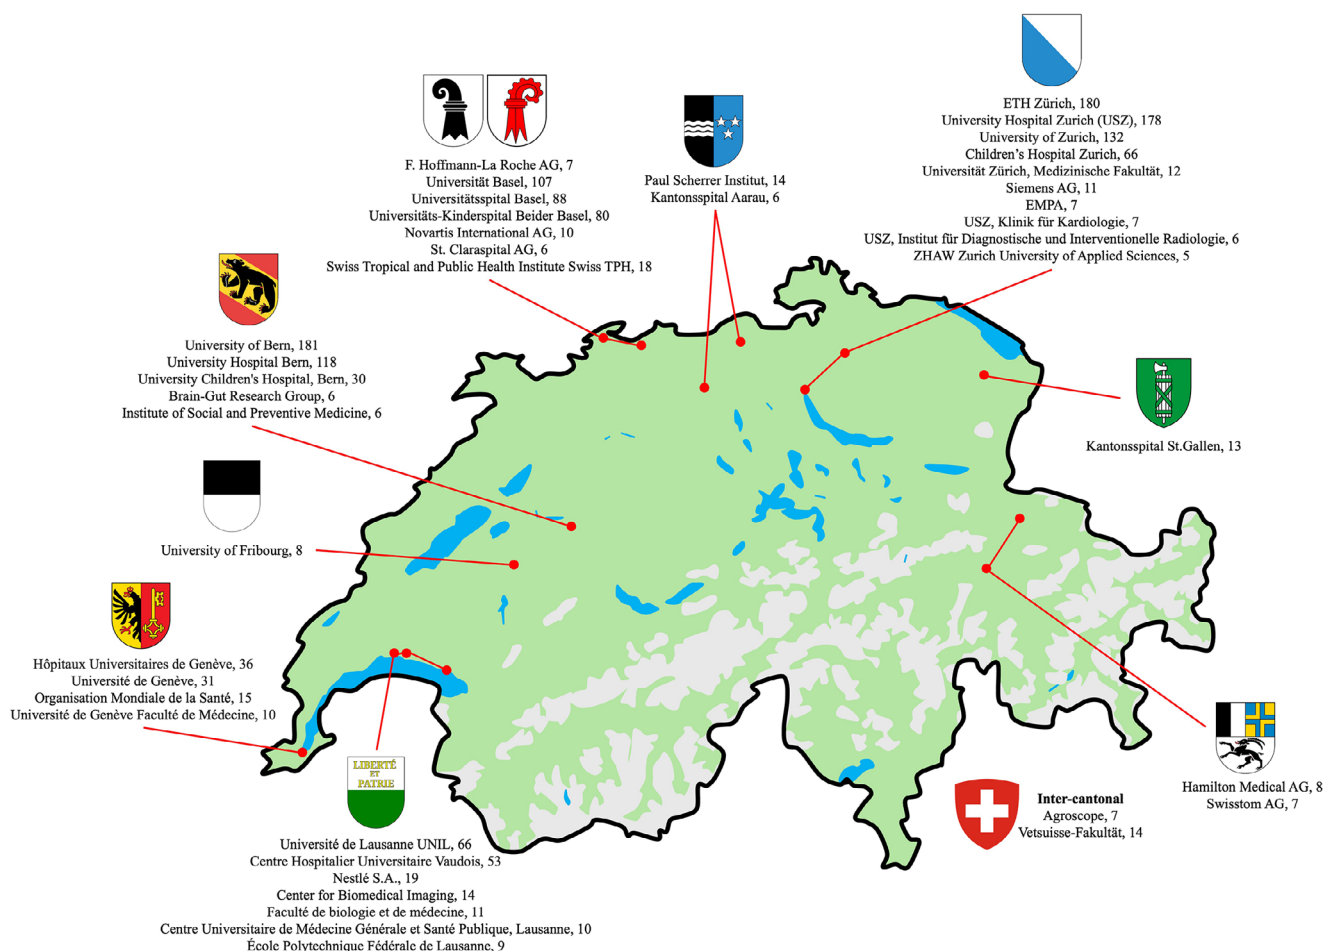 ETH Zürich, 180
University Hospital Zurich (USZ), 178
University of Zurich, 132
Children's Hospital Zurich, 66
Universität Zürich, Medizinische Fakultät, 12
Siemens AG, 11
EMPA, 7
USZ, Klinik für Kardiologie, 7
USZ, Institut für Diagnostische und Interventionelle Radiologie, 6
ZHAW Zurich University of Applied Sciences, 5
F. Hoffmann-La Roche AG, 7
Universität Basel, 107
Universitätsspital Basel, 88
Universitäts-Kinderspital Beider Basel, 80
Novartis International AG, 10
St. Claraspital AG, 6
Swiss Tropical and Public Health Institute Swiss TPH, 18
Paul Scherrer Institut, 14
Kantonsspital Aarau, 6
University of Bern, 181
University Hospital Bern, 118
University Children's Hospital, Bern, 30
Brain-Gut Research Group, 6
Institute of Social and Preventive Medicine, 6
Kantonsspital St.Gallen, 13
University of Fribourg, 8
Hôpitaux Universitaires de Genève, 36
Université de Genève, 31
Organisation Mondiale de la Santé, 15
Université de Genève Faculté de Médecine, 10
LIBERTÉ
ET
PATRIE
Hamilton Medical AG, 8
Swisstom AG, 7
Inter-cantonal
Agroscope, 7
Vetsuisse-Fakultät, 14
Université de Lausanne UNIL, 66
Centre Hospitalier Universitaire Vaudois, 53
Nestlé S.A., 19
Center for Biomedical Imaging, 14
Faculté de biologie et de médecine, 11
Centre Universitaire de Médecine Générale et Santé Publique, Lausanne, 10
École Polytechnique Fédérale de Lausanne, 9